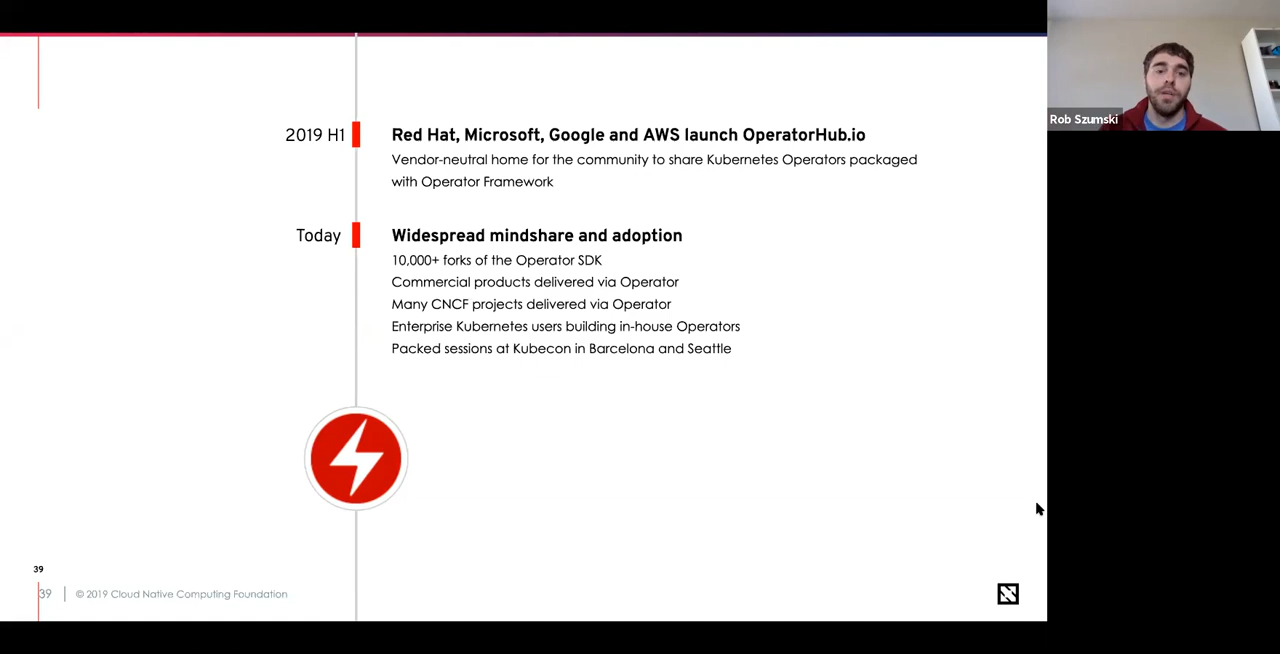 Rob Szumski
2019 H1
Red Hat, Microsoft, Google and AWS launch OperatorHub.io
Vendor-neutral home for the community to share Kubernetes Operators packaged
with Operator Framework
Today
Widespread mindshare and adoption
10,000+ forks of the Operator SDK
Commercial products delivered via Operator
Many CNCF projects delivered via Operator
Enterprise Kubernetes users building in-house Operators
Packed sessions at Kubecon in Barcelona and Seattle
39
39
© 2019 Cloud Native Computing Foundation